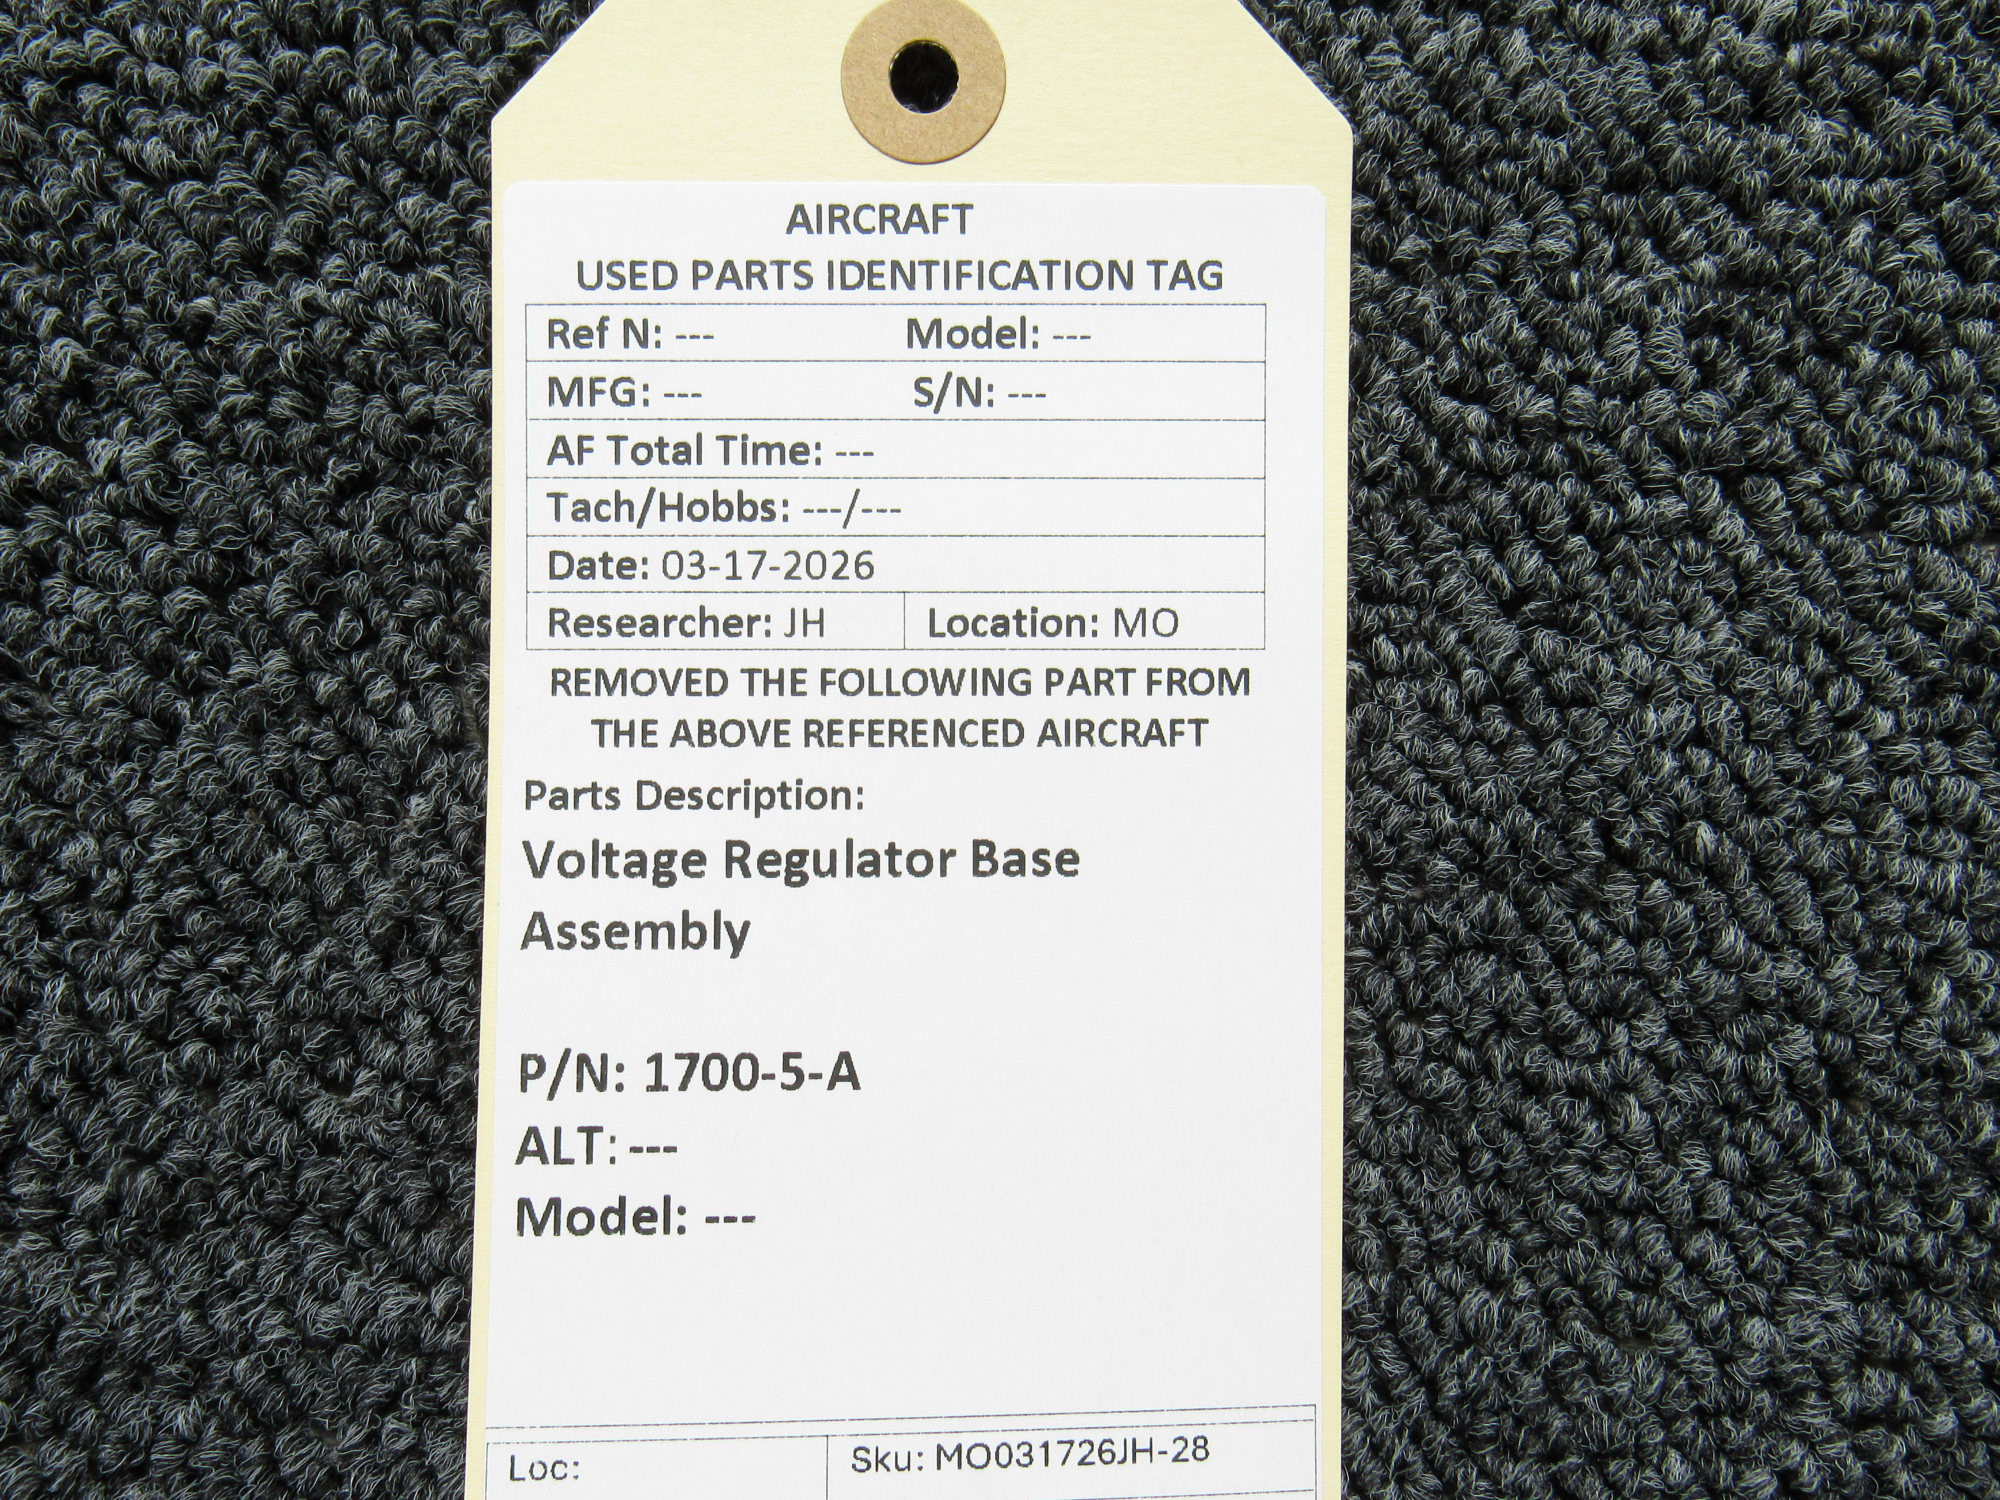 AIRCRAFT
USED PARTS IDENTIFICATION TAG
Ref N: --- Model: ---
MFG: --- S/N: ---
AF Total Time: ---
Tach/Hobbs: ---/---
Date: 03-17-2026
Researcher: JH Location: MO
REMOVED THE FOLLOWING PART FROM
THE ABOVE REFERENCED AIRCRAFT
Parts Description:
Voltage Regulator Base
Assembly
P/N: 1700-5-A
ALT: ---
Model: ---
Loc: Sku: MO031726JH-28